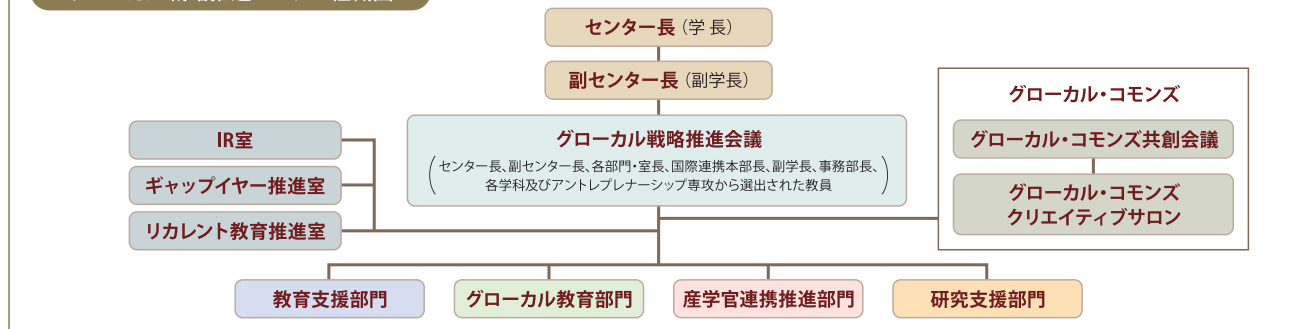 センター長（学 長）
副センター長（副学長）
グローカル・コモンズ
グローカル戦略推進会議
（センター長、副センター長、各部門・室長、国際連携本部長、副学長、事務部長、
各学科及びアントレプレナーシップ専攻から選出された教員）
IR室
ギャップイヤー推進室
リカレント教育推進室
グローカル・コモンズ共創会議
グローカル・コモンズ
クリエイティブサロン
教育支援部門
グローカル教育部門
産学官連携推進部門
研究支援部門